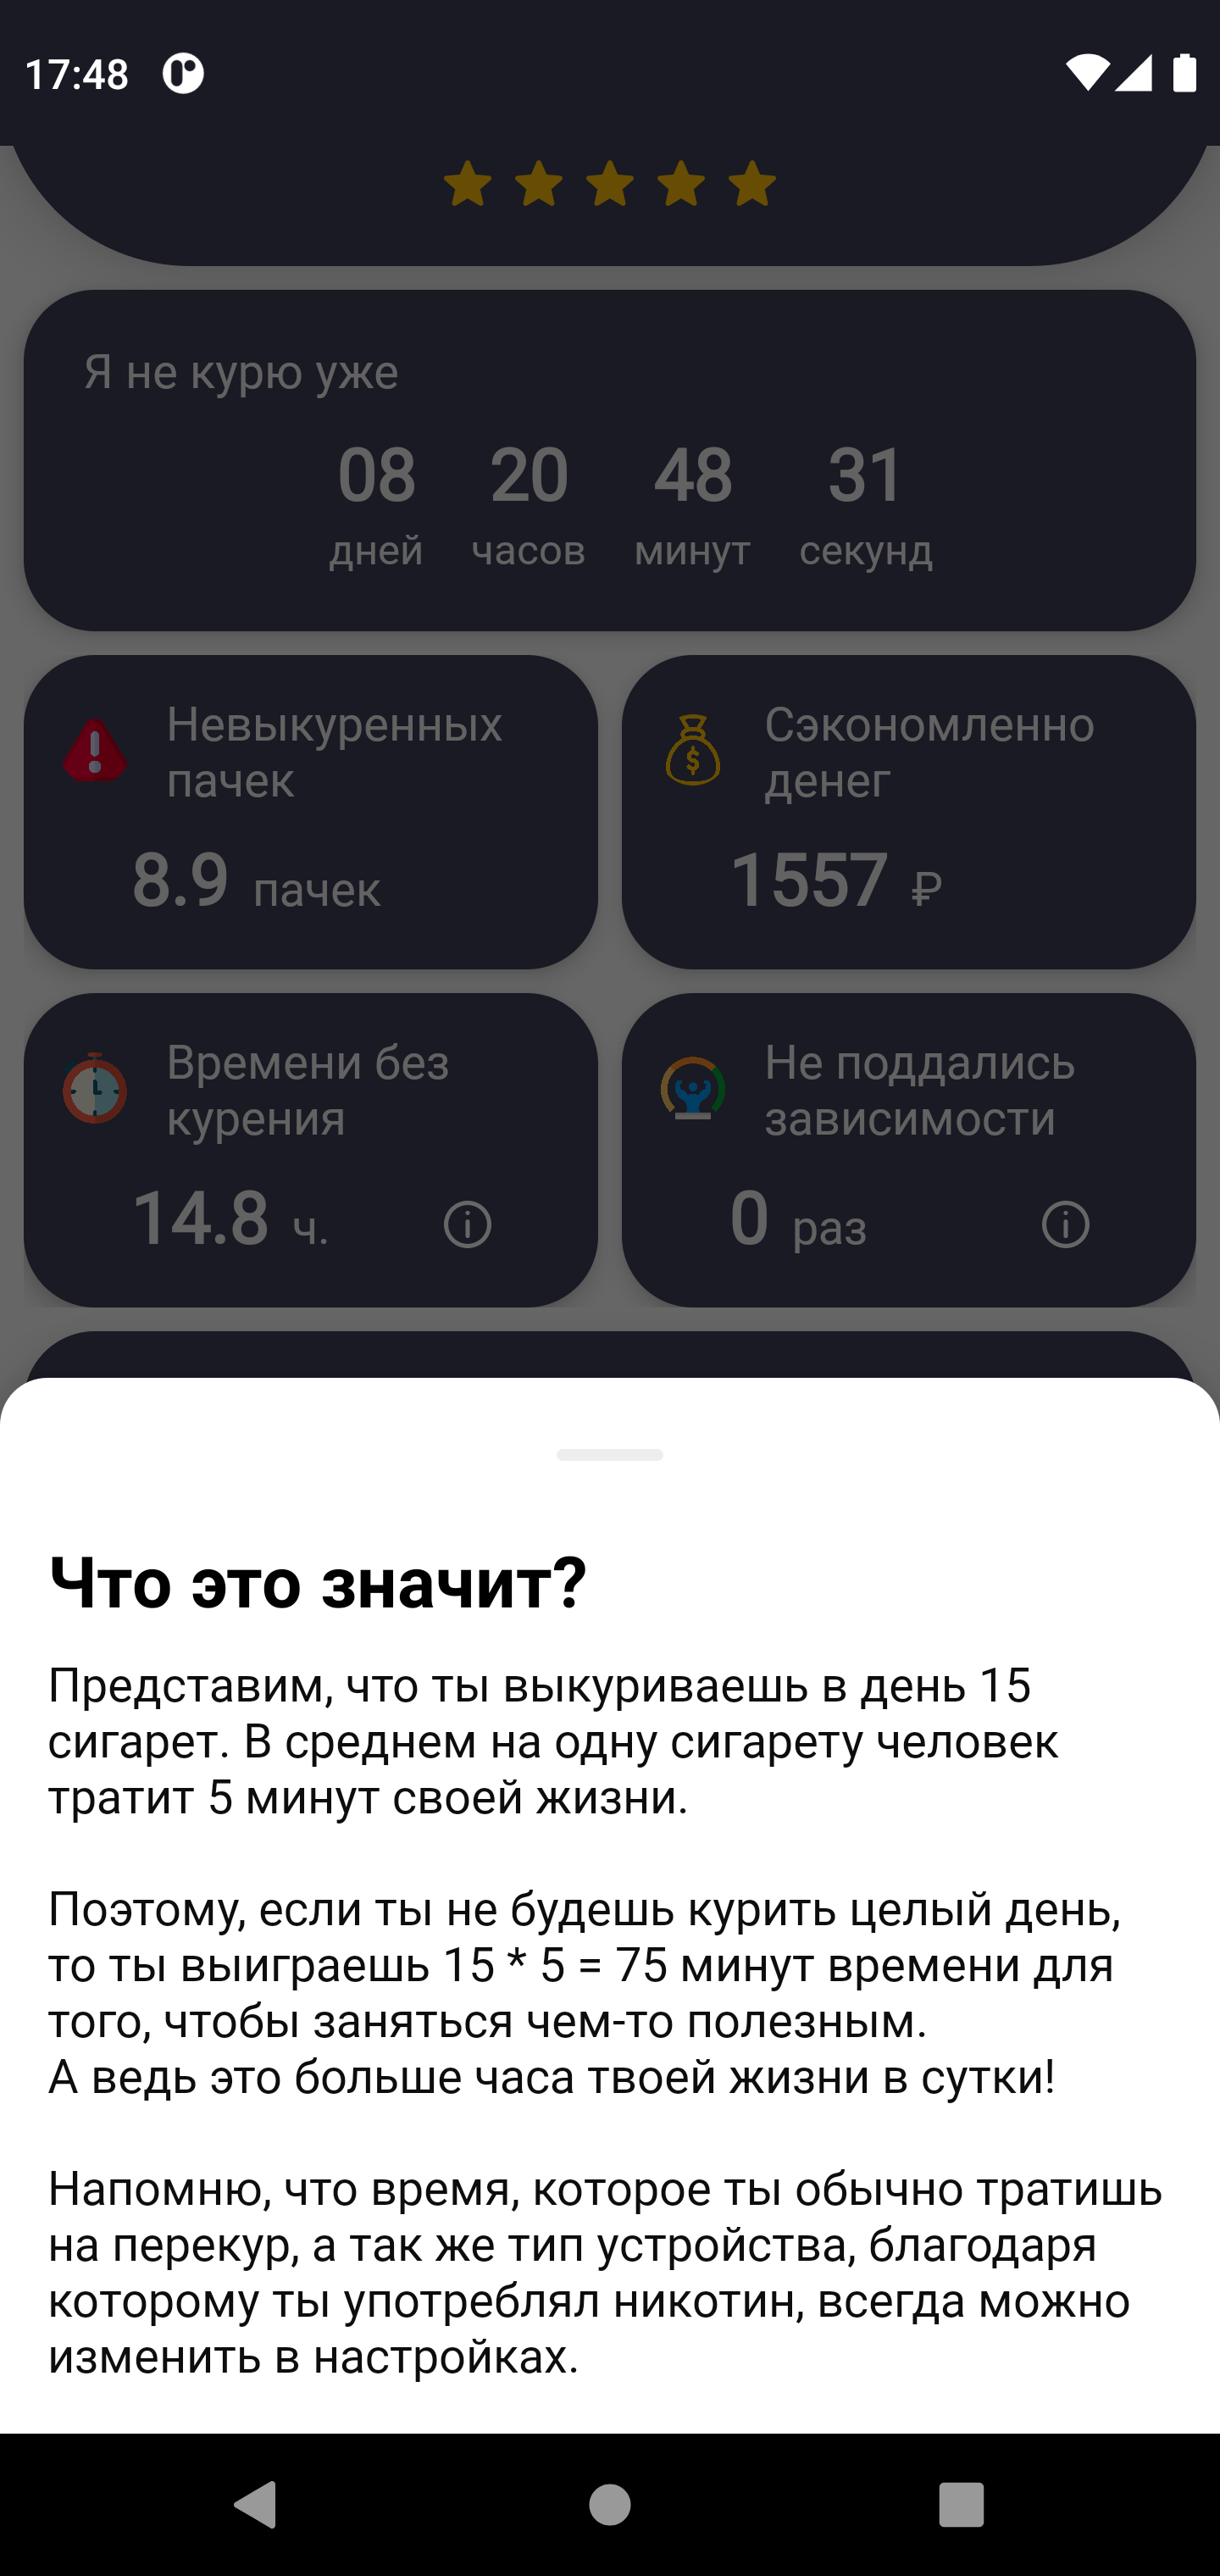 17:48
Я не курю уже
08 20 48 31
дней часов минут секунд
Невыкуренных
пачек
8.9 пачек
Сэкономленно
денег
1557 ₽
Времени без
курения
14.8 ч.
Не поддались
зависимости
0 раз
Что это значит?
Представим, что ты выкуриваешь в день 15
сигарет. В среднем на одну сигарету человек
тратит 5 минут своей жизни.
Поэтому, если ты не будешь курить целый день,
то ты выиграешь 15 * 5 = 75 минут времени для
того, чтобы заняться чем-то полезным.
А ведь это больше часа твоей жизни в сутки!
Напомню, что время, которое ты обычно тратишь
на перекур, а так же тип устройства, благодаря
которому ты употреблял никотин, всегда можно
изменить в настройках.